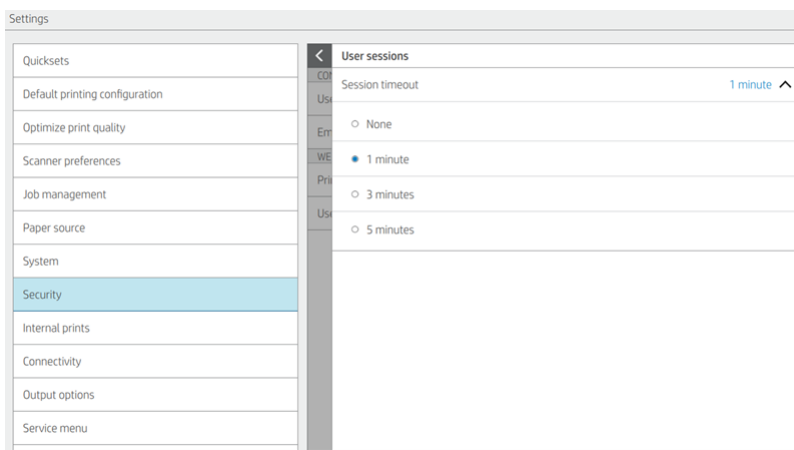 Settings
Quicksets
Default printing configuration
Optimize print quality
Scanner preferences
Job management
Paper source
System
Security
Internal prints
Connectivity
Output options
Service menu
User sessions
Session timeout
1 minute
None
1 minute
3 minutes
5 minutes